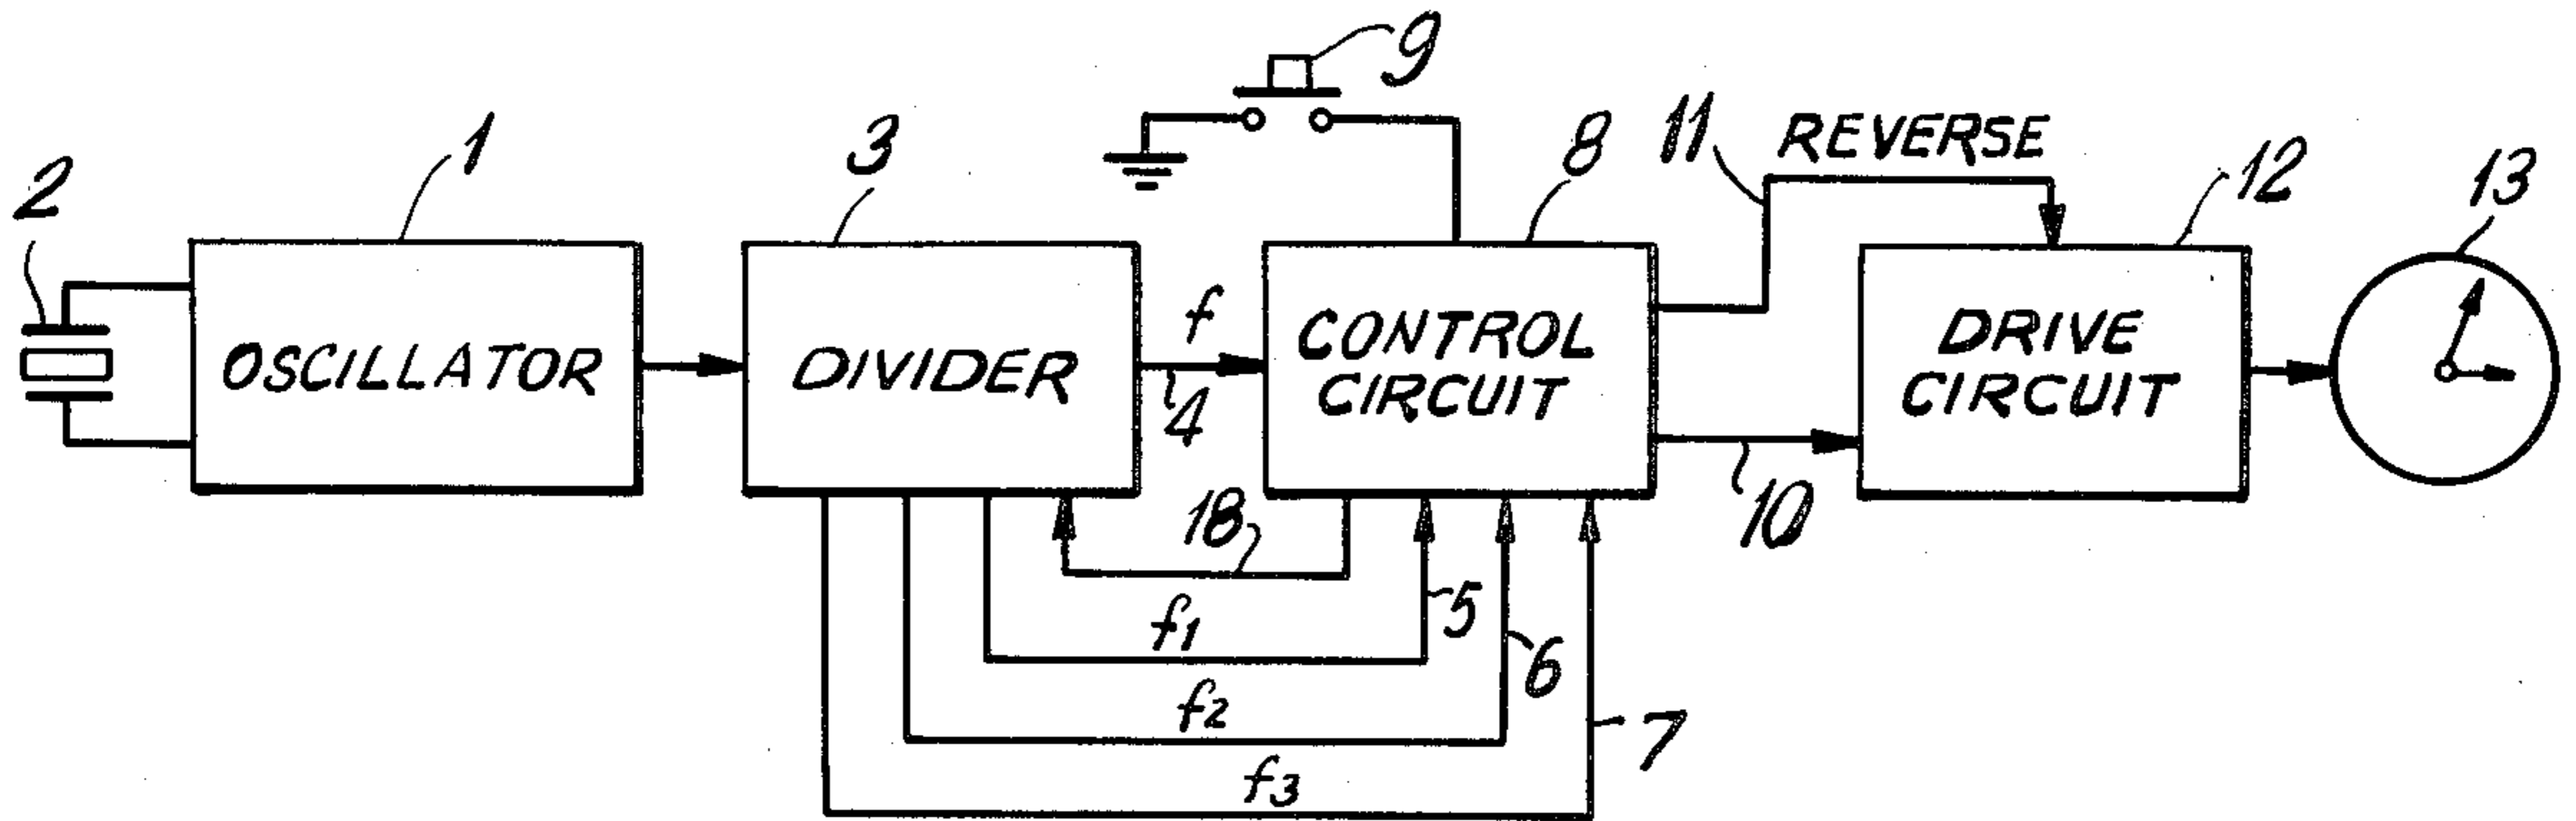 9
1
3
8
11
REVERSE
12
13
2
OSCILLATOR
DIVIDER
f
4
CONTROL
CIRCUIT
DRIVE
CIRCUIT
10
18
5
f1
6
f2
7
f3